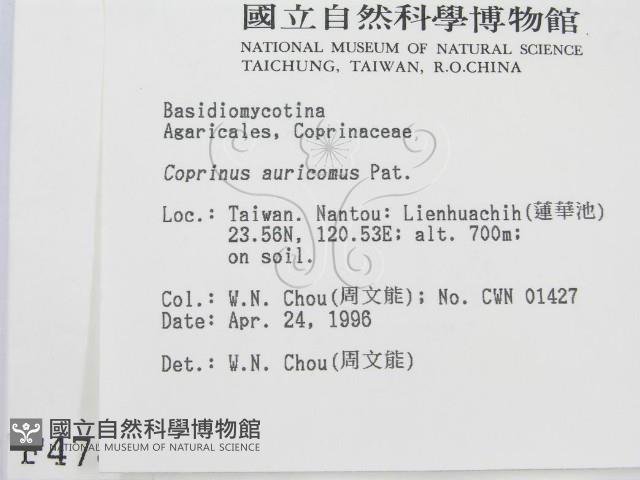 國立自然科學博物館
NATIONAL MUSEUM OF NATURAL SCIENCE
TAICHUNG, TAIWAN, R.O.CHINA
Basidiomycotina
Agaricales, Coprinaceae
Coprinus auricomus Pat.
Loc.: Taiwan. Nantou: Lienhuachih(蓮華池)
23.56N, 120.53E; alt. 700m;
on soil.
Col.: W.N. Chou(周文能); No. CWN 01427
Date: Apr. 24, 1996
Det.: W.N. Chou(周文能)
國立自然科學博物館
NATIONAL MUSEUM OF NATURAL SCIENCE
F47